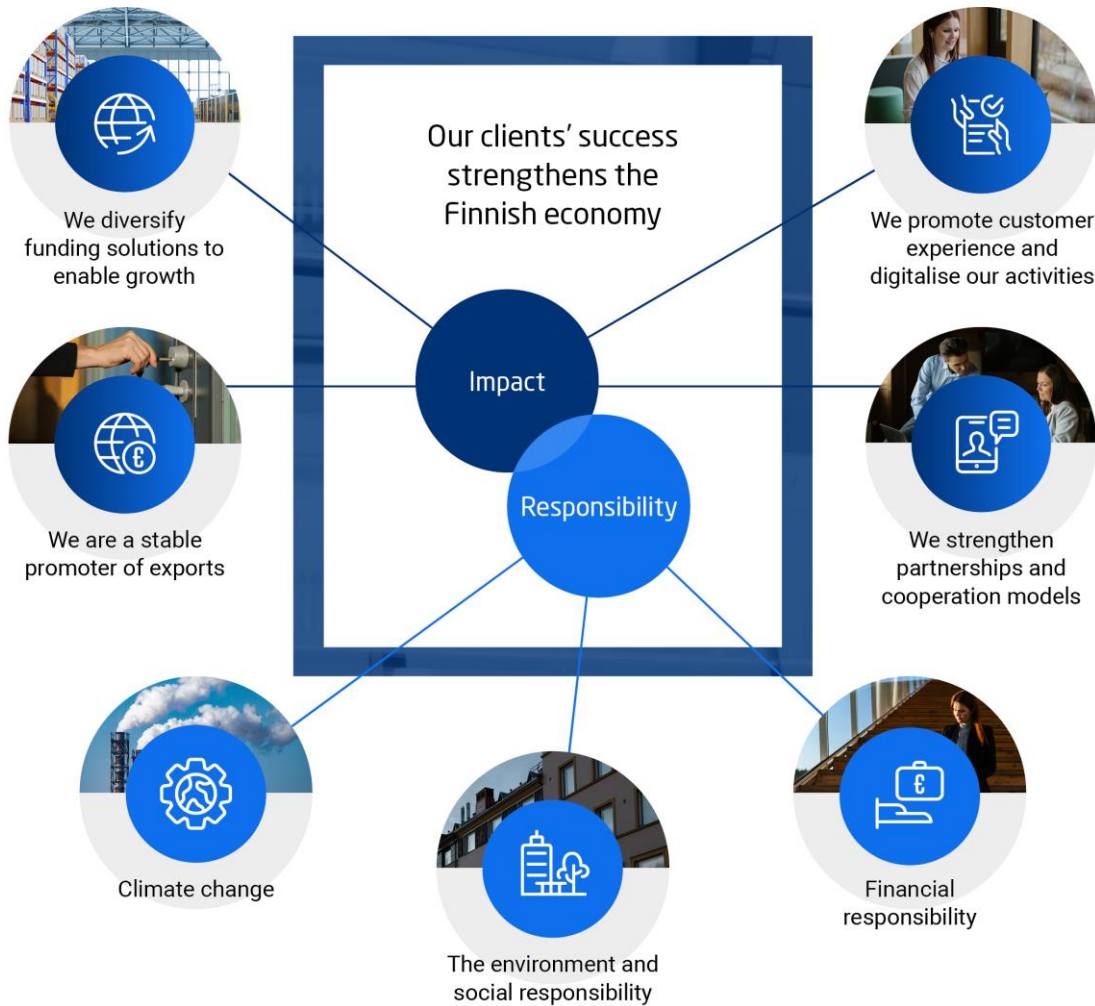 Our clients’ success
strengthens the
Finnish economy
We diversify
funding solutions to
enable growth
We promote customer
experience and
digitalise our activities
Impact
We are a stable
promoter of exports
Responsibility
We strengthen
partnerships and
cooperation models
Climate change
The environment and
social responsibility
Financial
responsibility